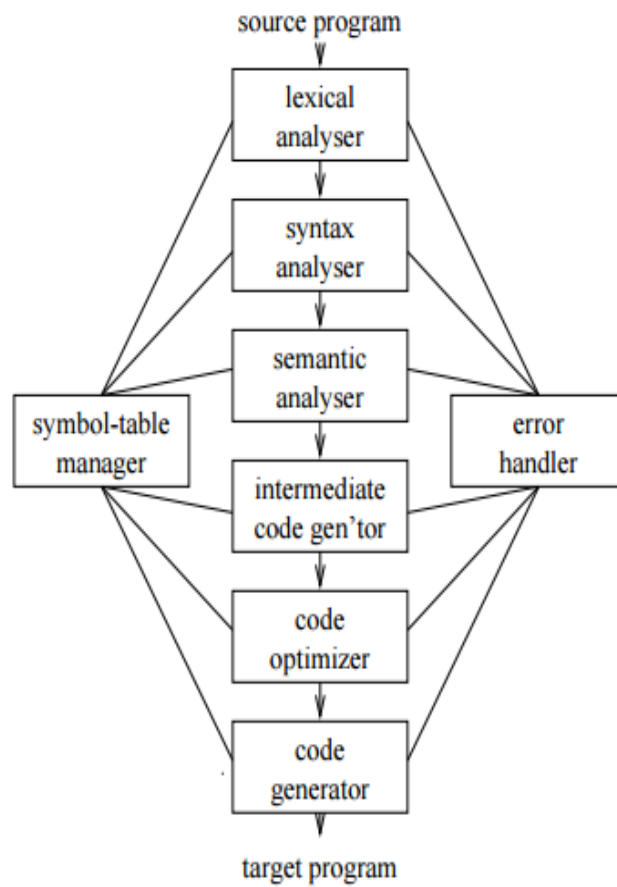 source program
lexical
analyser
syntax
analyser
semantic
analyser
symbol-table
manager
error
handler
intermediate
code gen'tor
code
optimizer
code
generator
target program